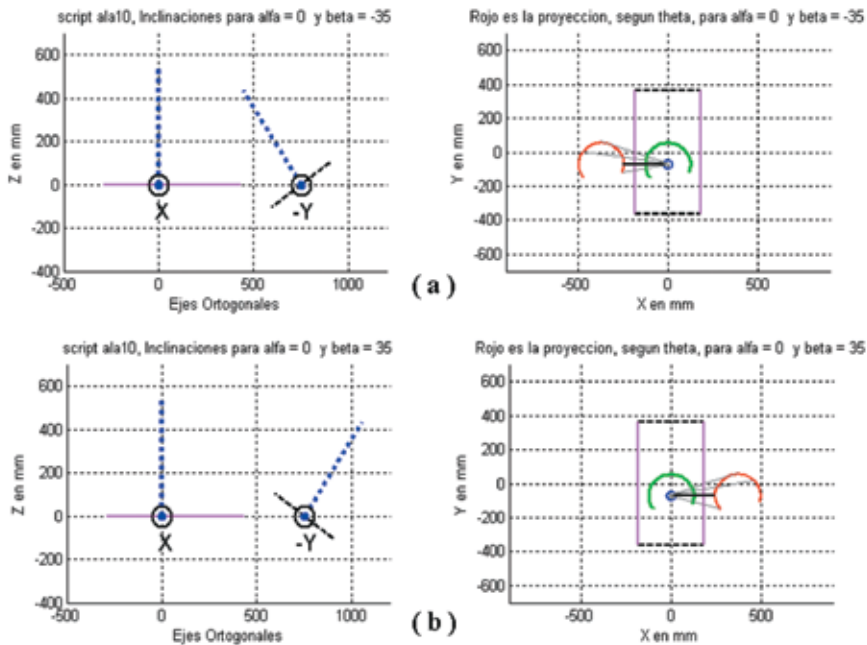 script ala10, Inclinaciones para alfa = 0 y beta = -35
600
400
200
0
-200
-400
Z en mm
X
-Y
-500 0 500 1000
Ejes Ortogonales
Rojo es la proyeccion, segun theta, para alfa = 0 y beta = -35
600
400
200
0
-200
-400
-600
Y en mm
-500 0 500
X en mm
( a )
script ala10, Inclinaciones para alfa = 0 y beta = 35
600
400
200
0
-200
-400
Z en mm
X
-Y
-500 0 500 1000
Ejes Ortogonales
Rojo es la proyeccion, segun theta, para alfa = 0 y beta = 35
600
400
200
0
-200
-400
-600
Y en mm
-500 0 500
X en mm
( b )